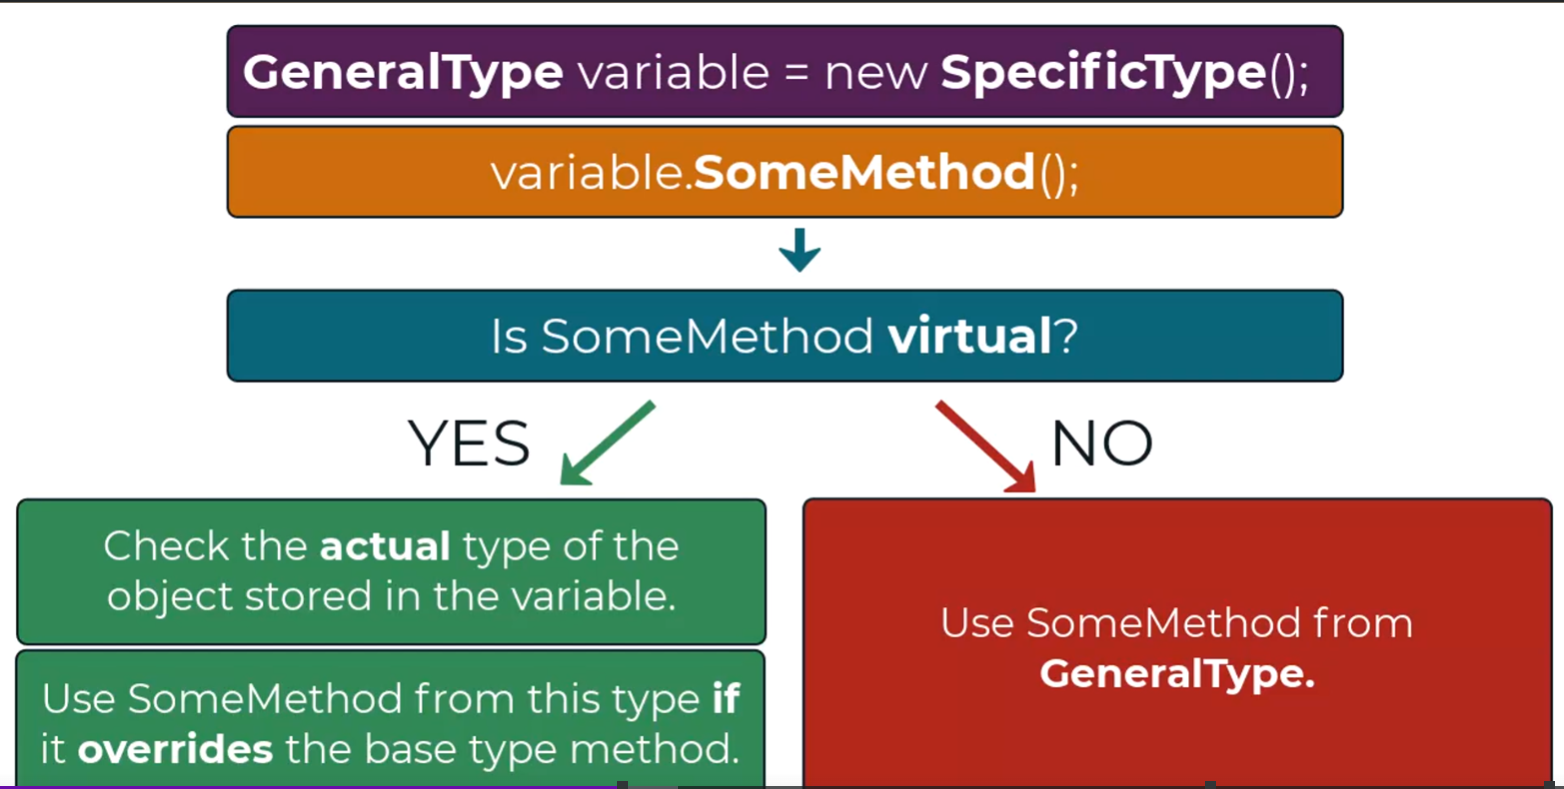 GeneralType variable = new SpecificType();
variable.SomeMethod();
Is SomeMethod virtual?
YES
NO
Check the actual type of the
object stored in the variable.
Use SomeMethod from this type if
it overrides the base type method.
Use SomeMethod from
GeneralType.